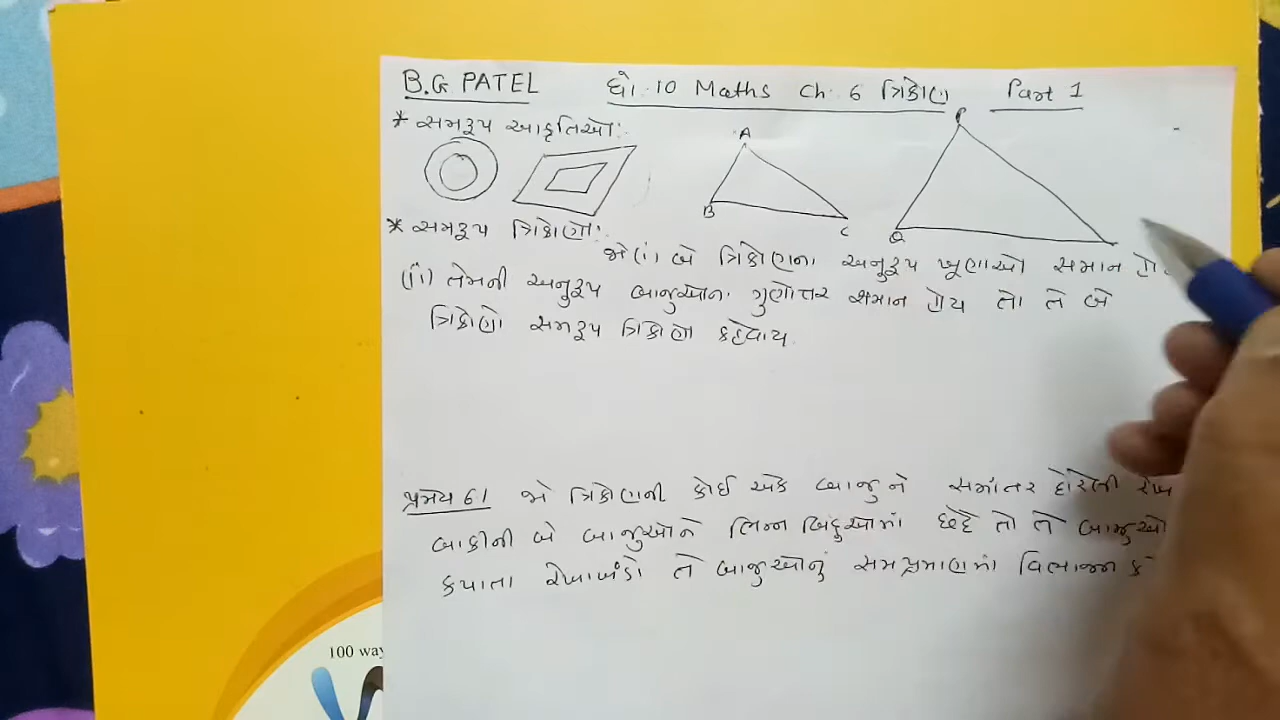 B.G. PATEL ધો. 10 Maths Ch. 6 ત્રિકોણ Part 1
* સમરૂપ આકૃતિઓ:
A
P
B
C
Q
* સમરૂપ ત્રિકોણો:
જો (i) બે ત્રિકોણના અનુરૂપ ખૂણાઓ સમાન
(ii) તેમની અનુરૂપ બાજુઓના ગુણોત્તર સમાન હોય તો તે બે
ત્રિકોણો સમરૂપ ત્રિકોણો કહેવાય.
પ્રમેય 6.1 જો ત્રિકોણની કોઈ એક બાજુને સમાંતર દોરેલી
બાકીની બે બાજુઓને ભિન્ન બિંદુઓમાં છેદે તો તે બાજુઓ
કપાતા રેખાખંડો તે બાજુઓનું સમપ્રમાણમાં વિભાજન
100